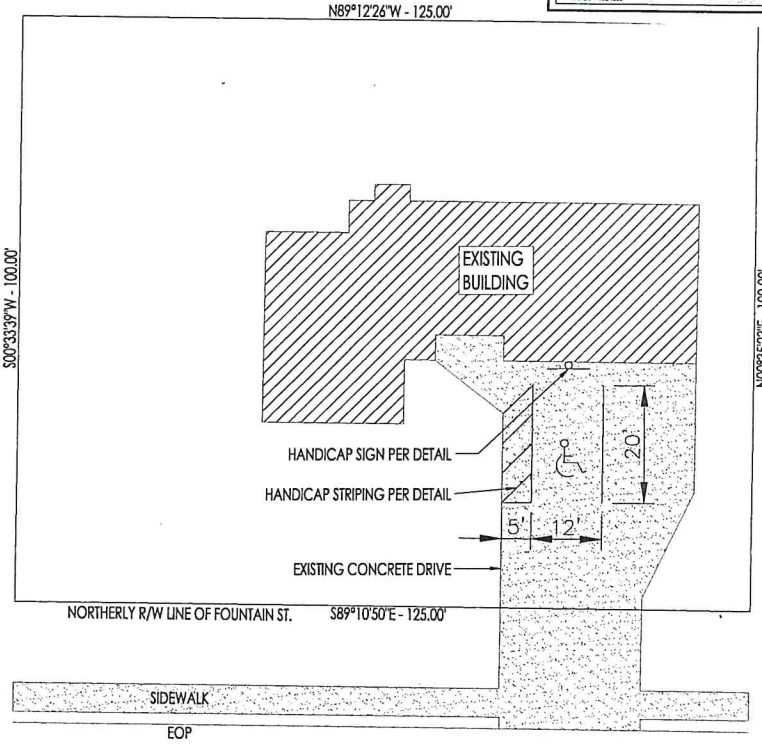 N89°12'26"W - 125.00'
S00°33'39"W - 100.00'
EXISTING
BUILDING
HANDICAP SIGN PER DETAIL
HANDICAP STRIPING PER DETAIL
20'
5'
12'
EXISTING CONCRETE DRIVE
NORTHERLY R/W LINE OF FOUNTAIN ST.
S89°10'50"E - 125.00'
SIDEWALK
EOP